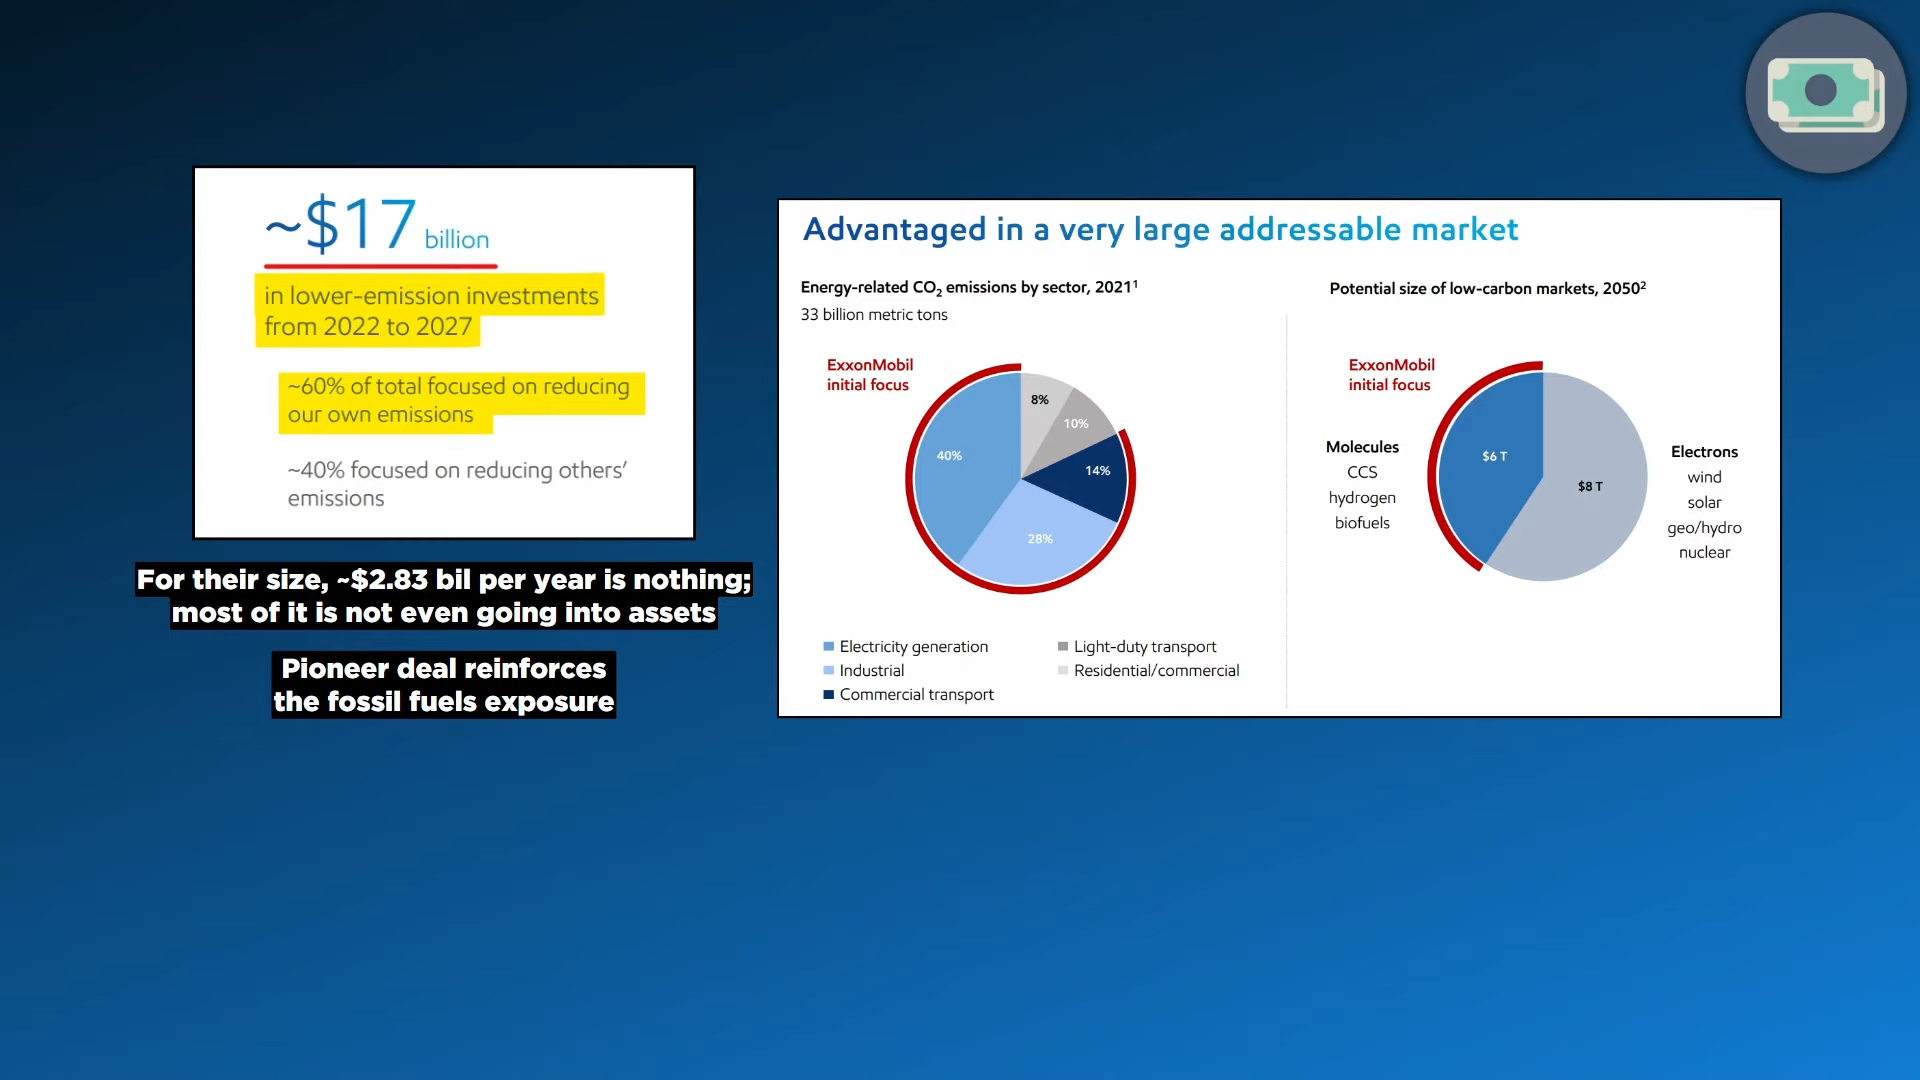 ~$17 billion
in lower-emission investments
from 2022 to 2027
~60% of total focused on reducing
our own emissions
~40% focused on reducing others’
emissions
For their size, ~$2.83 bil per year is nothing;
most of it is not even going into assets
Pioneer deal reinforces
the fossil fuels exposure
Advantaged in a very large addressable market
Energy-related CO₂ emissions by sector, 2021¹
33 billion metric tons
ExxonMobil
initial focus
8%
10%
40%
14%
28%
Electricity generation
Industrial
Commercial transport
Light-duty transport
Residential/commercial
Potential size of low-carbon markets, 2050²
ExxonMobil
initial focus
Molecules
CCS
hydrogen
biofuels
$6 T
$8 T
Electrons
wind
solar
geo/hydro
nuclear